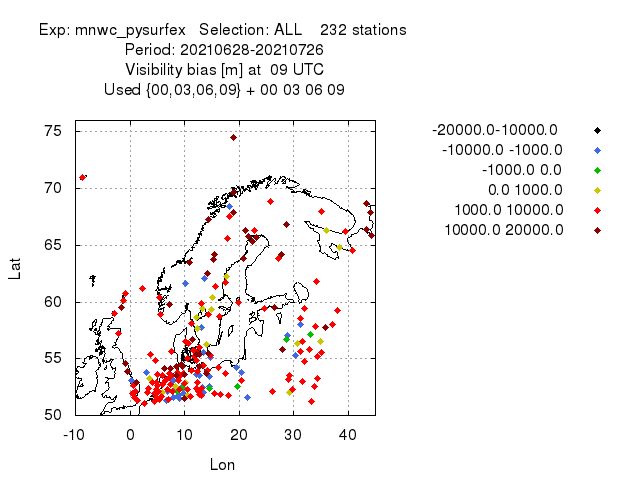 Exp: mnwc_pysurfex   Selection: ALL    232 stations
Period: 20210628-20210726
Visibility bias [m] at  09 UTC
Used {00,03,06,09} + 00 03 06 09
-20000.0-10000.0
-10000.0 -1000.0
-1000.0 0.0
0.0 1000.0
1000.0 10000.0
10000.0 20000.0
75
70
65
60
55
50
Lat
-10 0 10 20 30 40
Lon